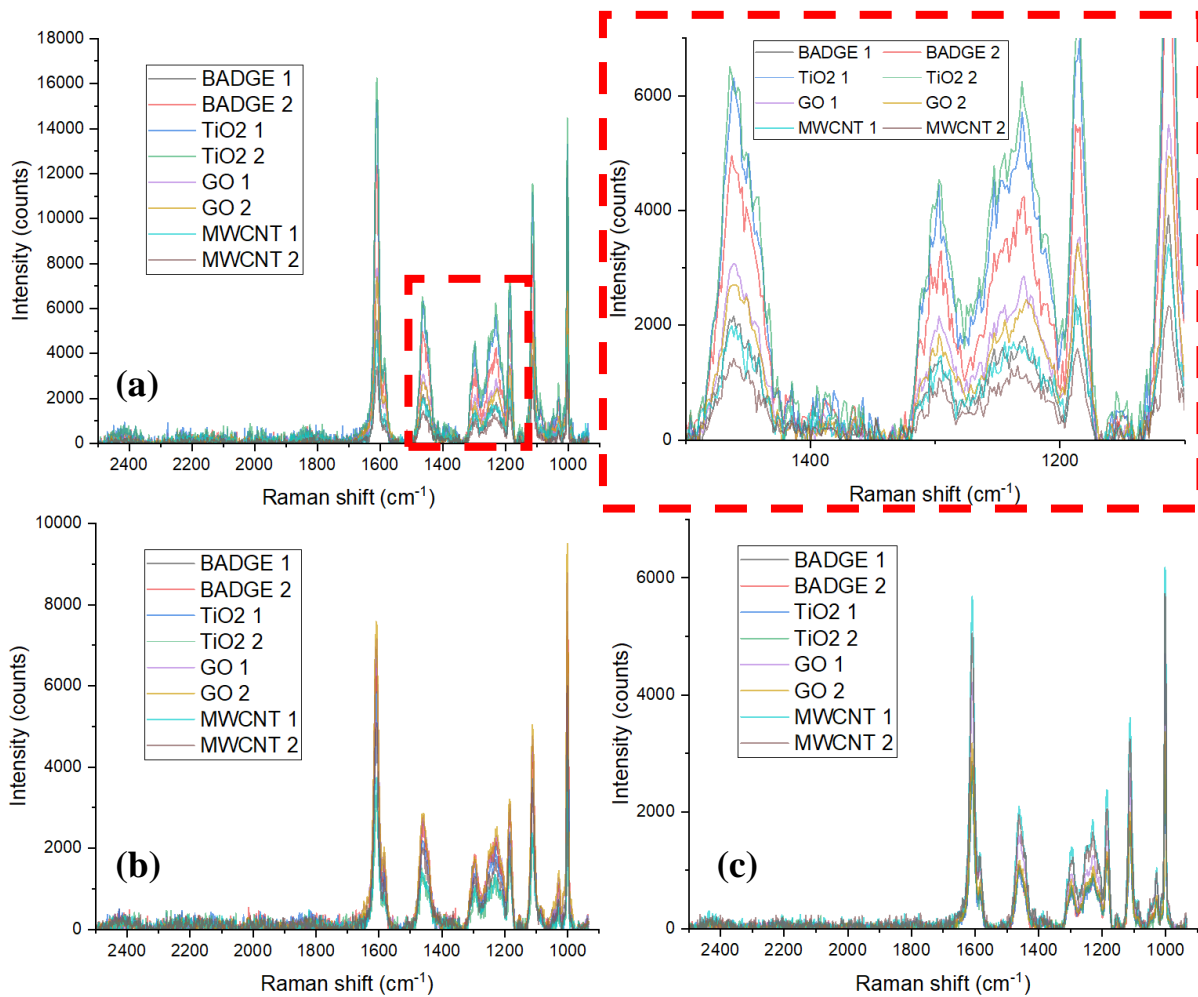 18000
16000
14000
12000
10000
8000
6000
4000
2000
0
Intensity (counts)
BADGE 1
BADGE 2
TiO2 1
TiO2 2
GO 1
GO 2
MWCNT 1
MWCNT 2
(a)
2400 2200 2000 1800 1600 1400 1200 1000
Raman shift (cm⁻¹)
6000
4000
2000
0
Intensity (counts)
BADGE 1 BADGE 2
TiO2 1 TiO2 2
GO 1 GO 2
MWCNT 1 MWCNT 2
1400 1200
Raman shift (cm⁻¹)
10000
8000
6000
4000
2000
0
Intensity (counts)
BADGE 1
BADGE 2
TiO2 1
TiO2 2
GO 1
GO 2
MWCNT 1
MWCNT 2
(b)
2400 2200 2000 1800 1600 1400 1200 1000
Raman shift (cm⁻¹)
6000
4000
2000
0
Intensity (counts)
BADGE 1
BADGE 2
TiO2 1
TiO2 2
GO 1
GO 2
MWCNT 1
MWCNT 2
(c)
2400 2200 2000 1800 1600 1400 1200 1000
Raman shift (cm⁻¹)